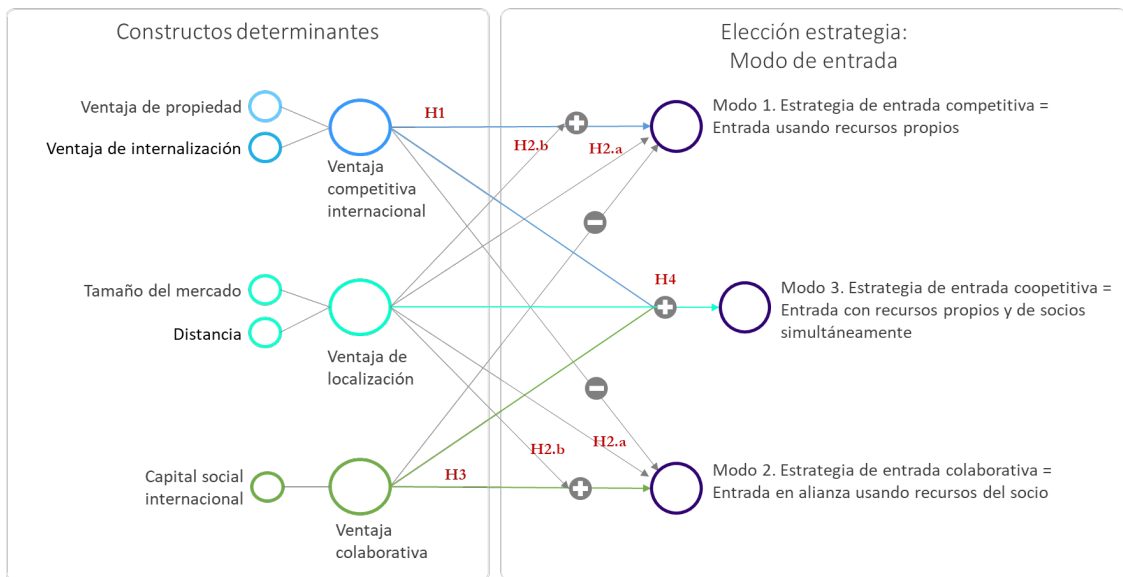 Constructos determinantes
Elección estrategia:
Modo de entrada
Ventaja de propiedad
Ventaja de internalización
H1
H2.b
H2.a
Ventaja
competitiva
internacional
Modo 1. Estrategia de entrada competitiva =
Entrada usando recursos propios
Tamaño del mercado
Distancia
Ventaja de
localización
H4
Modo 3. Estrategia de entrada coopetitiva =
Entrada con recursos propios y de socios
simultáneamente
Capital social
internacional
H2.b
H2.a
H3
Ventaja
colaborativa
Modo 2. Estrategia de entrada colaborativa =
Entrada en alianza usando recursos del socio